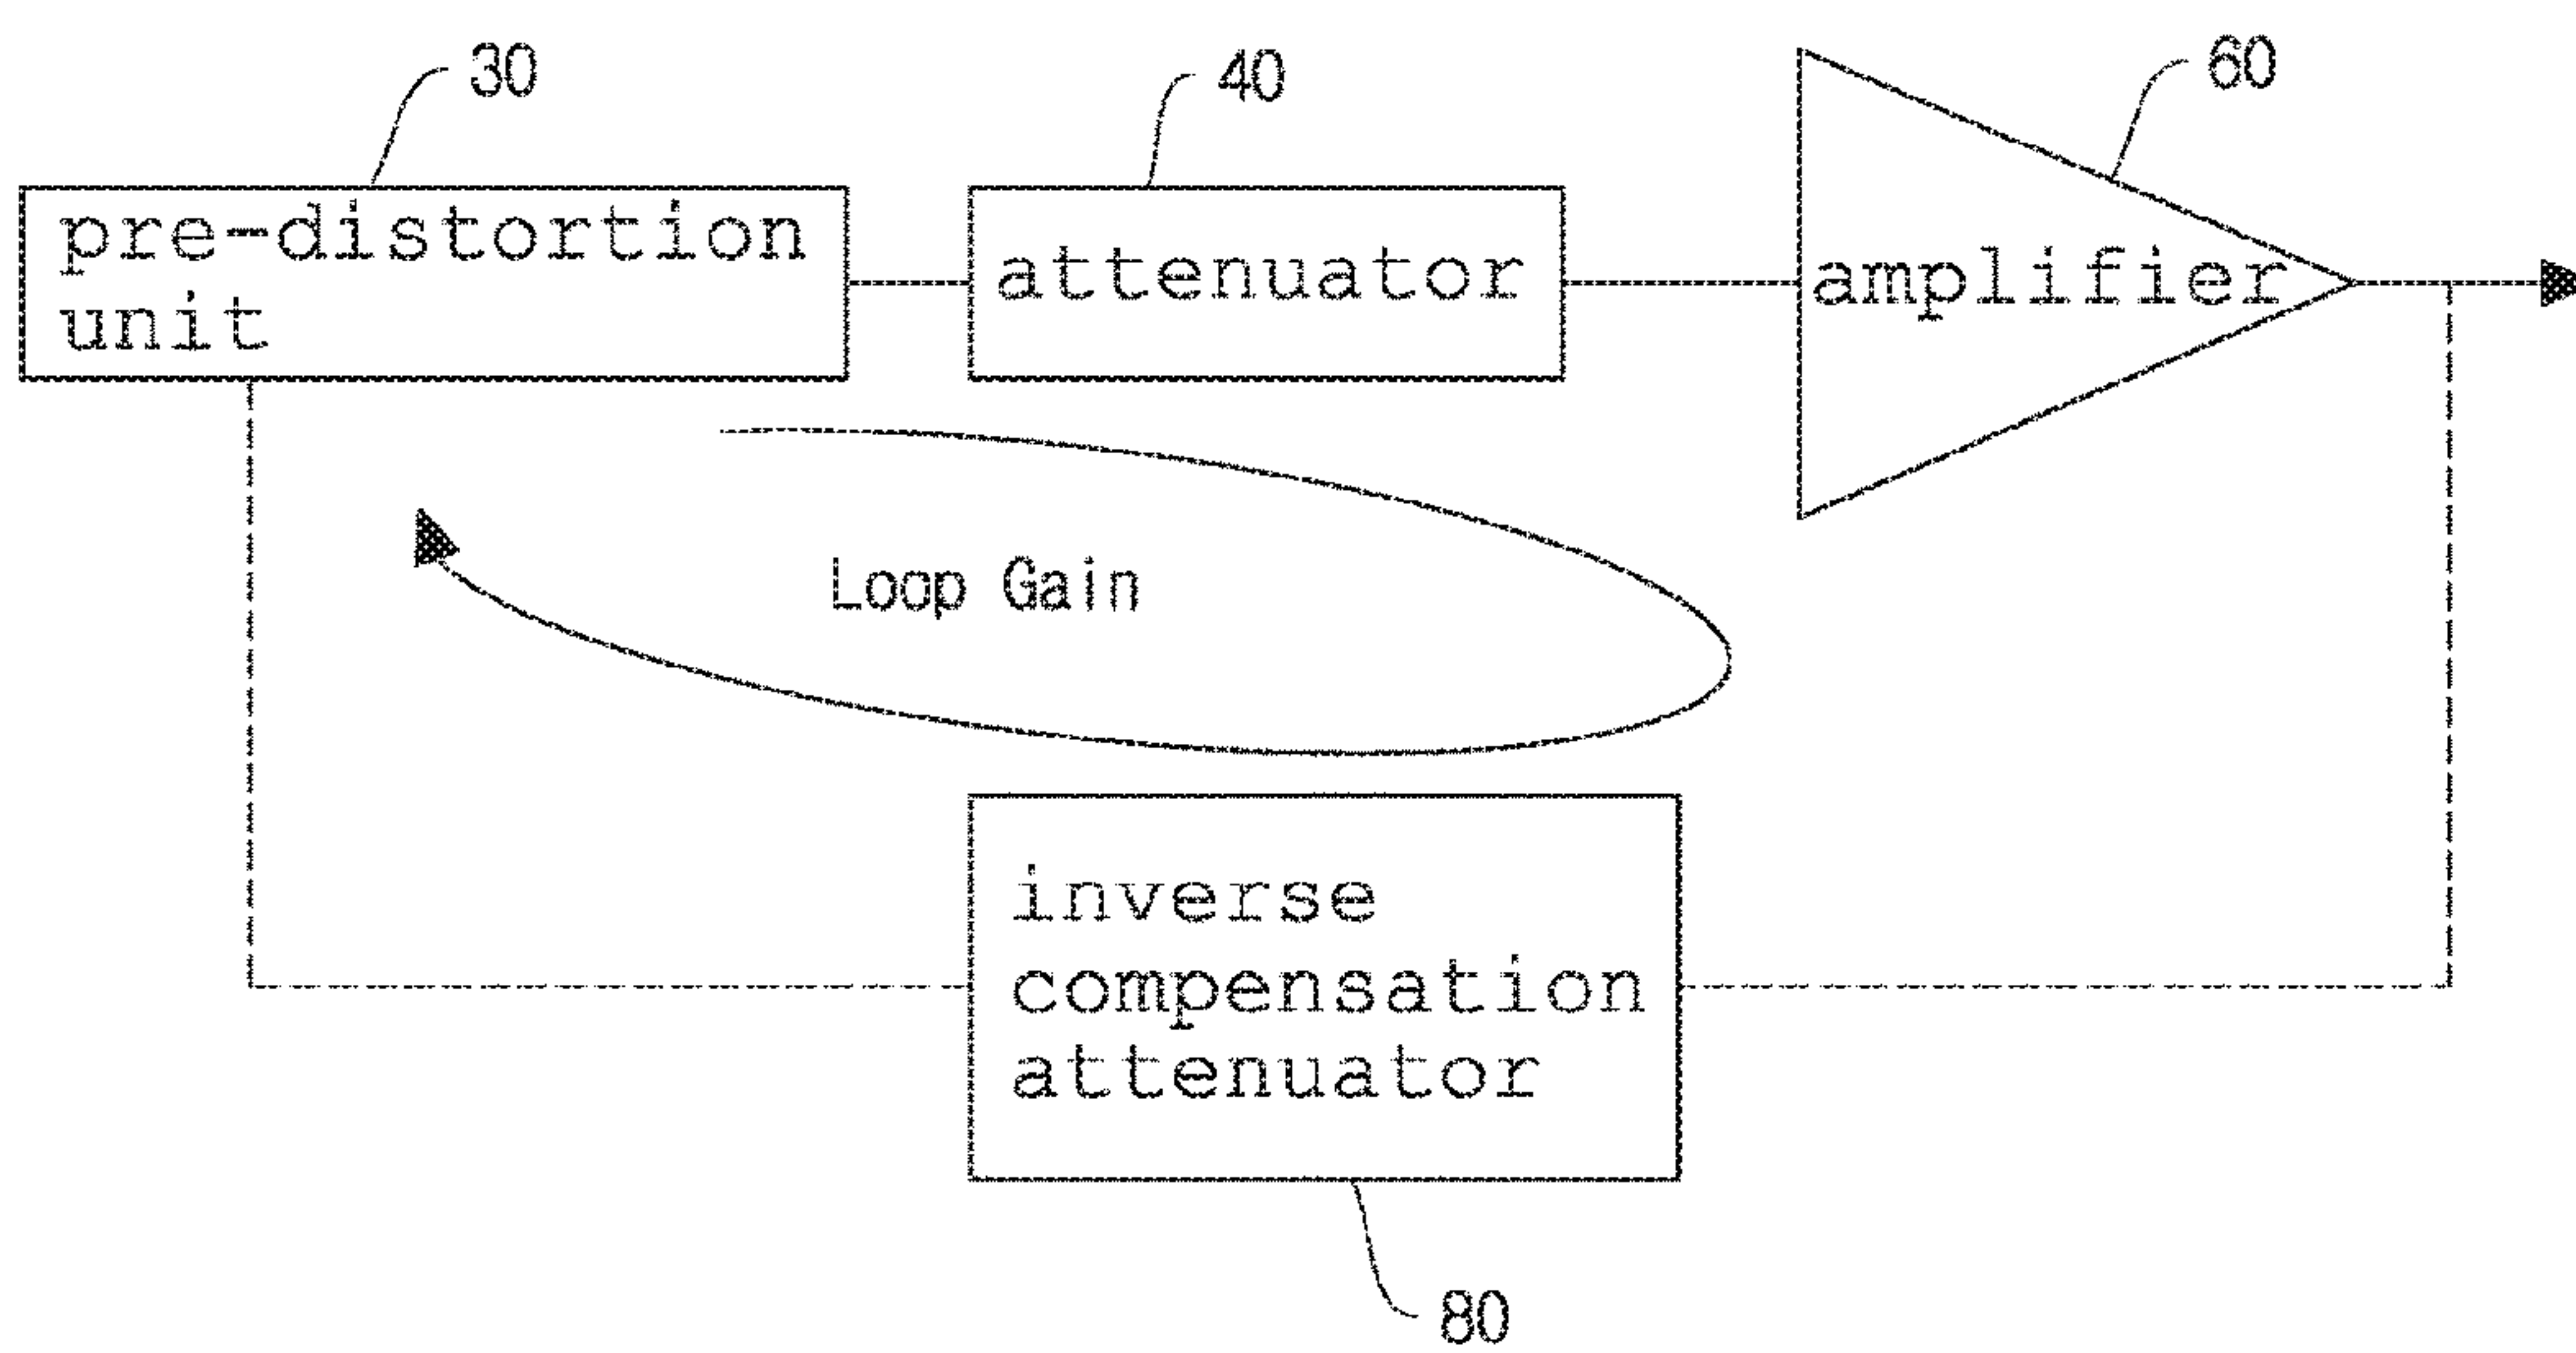 30
40
60
pre-distortion
unit
attenuator
amplifier
Loop Gain
inverse
compensation
attenuator
80